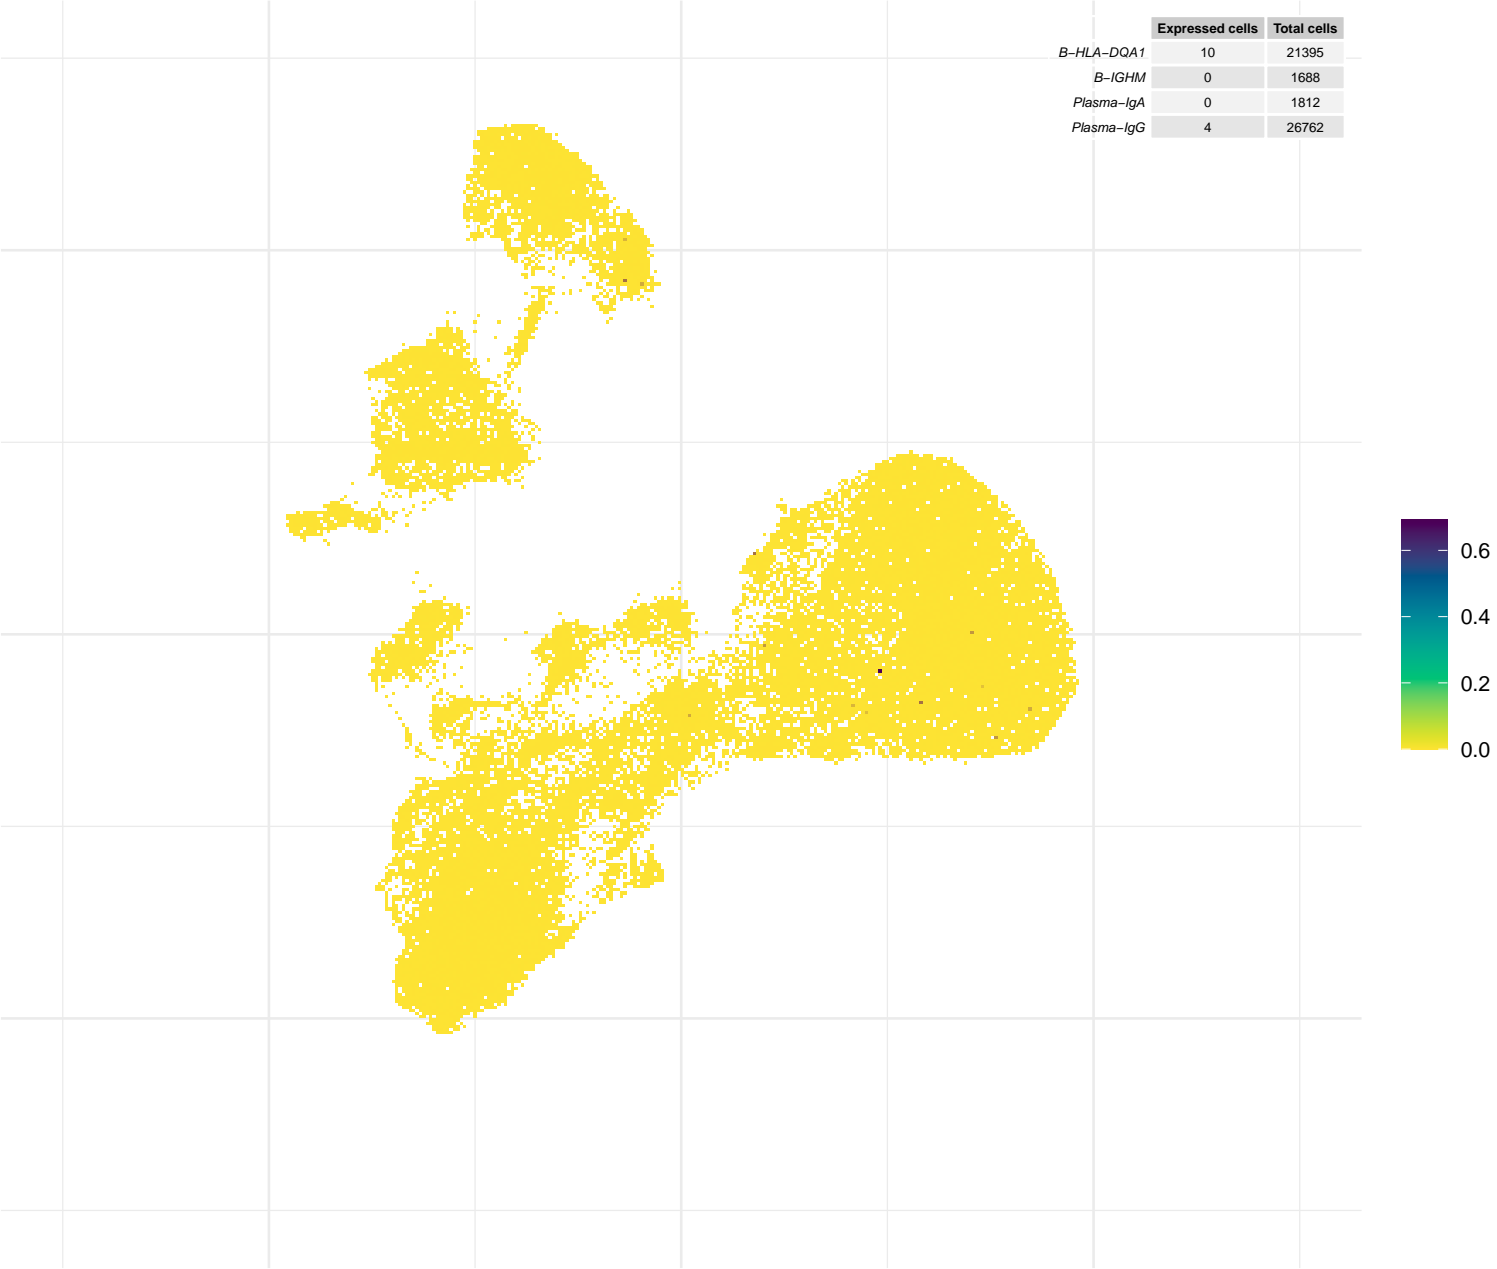 Expressed cells Total cells
B−HLA−DQA1 10 21395
B−IGHM 0 1688
Plasma−IgA 0 1812
Plasma−IgG 4 26762
0.6
0.4
0.2
0.0